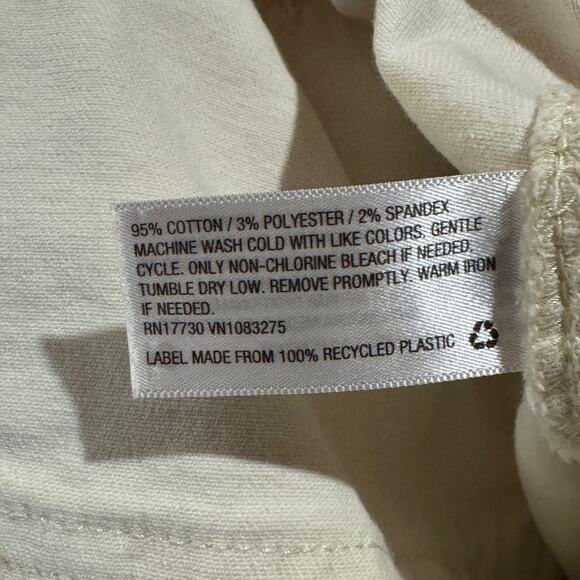 95% COTTON / 3% POLYESTER / 2% SPANDEX
MACHINE WASH COLD WITH LIKE COLORS. GENTLE
CYCLE. ONLY NON-CHLORINE BLEACH IF NEEDED.
TUMBLE DRY LOW. REMOVE PROMPTLY. WARM IRON
IF NEEDED.
RN17730 VN1083275
LABEL MADE FROM 100% RECYCLED PLASTIC